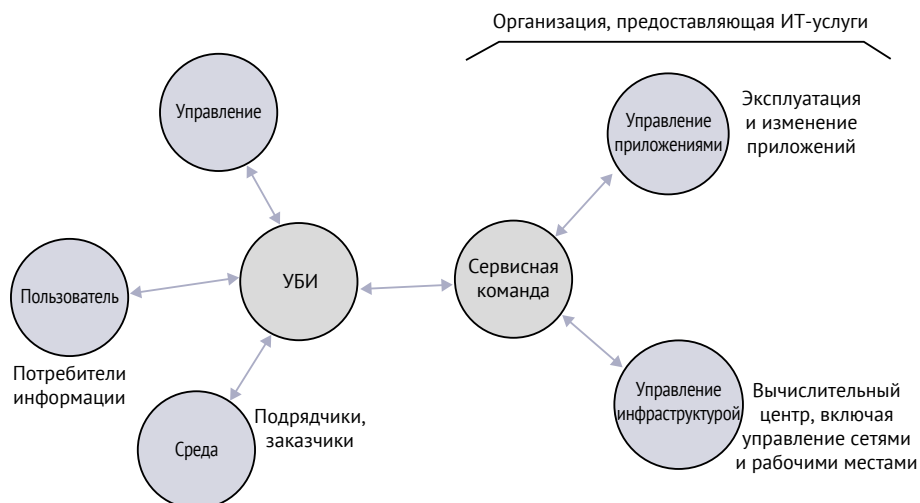 Организация, предоставляющая ИТ-услуги
Управление
Управление
приложениями
Эксплуатация
и изменение
приложений
УБИ
Сервисная
команда
Пользователь
Потребители
информации
Среда
Подрядчики,
заказчики
Управление
инфраструктурой
Вычислительный
центр, включая
управление сетями
и рабочими местами